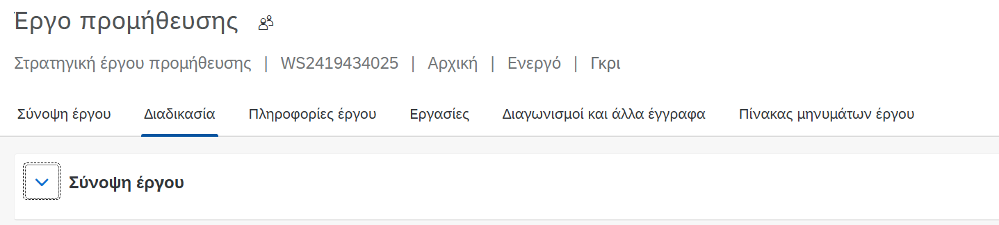 Έργο προμήθευσης
Στρατηγική έργου προμήθευσης | WS2419434025 | Αρχική | Ενεργό | Γκρι
Σύνοψη έργου Διαδικασία Πληροφορίες έργου Εργασίες Διαγωνισμοί και άλλα έγγραφα Πίνακας μηνυμάτων έργου
Σύνοψη έργου